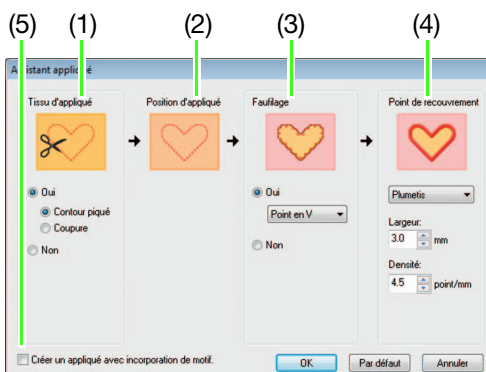 (5) (1) (2) (3) (4)
Assistant appliqué
Tissu d'appliqué
Oui
Contour piqué
Coupure
Non
Position d'appliqué
Faufilage
Oui
Point en V
Non
Point de recouvrement
Plumetis
Largeur:
3.0 mm
Densité:
4.5 point/mm
Créer un appliqué avec incorporation de motif.
OK Par défaut Annuler